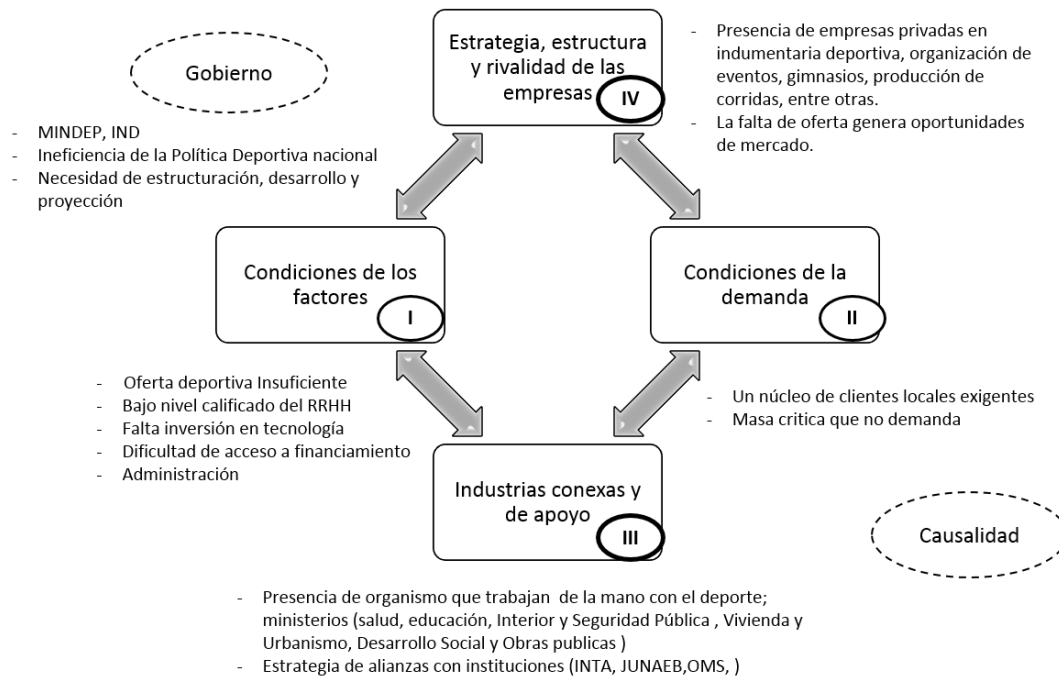 Estrategia, estructura
y rivalidad de las
empresas
IV
- Presencia de empresas privadas en
indumentaria deportiva, organización de
eventos, gimnasios, producción de
corridas, entre otras.
- La falta de oferta genera oportunidades
de mercado.
Gobierno
- MINDEP, IND
- Ineficiencia de la Política Deportiva nacional
- Necesidad de estructuración, desarrollo y
proyección
Condiciones de los
factores
I
Condiciones de la
demanda
II
- Oferta deportiva Insuficiente
- Bajo nivel calificado del RRHH
- Falta inversión en tecnología
- Dificultad de acceso a financiamiento
- Administración
- Un núcleo de clientes locales exigentes
- Masa critica que no demanda
Industrias conexas y
de apoyo
III
Causalidad
- Presencia de organismo que trabajan de la mano con el deporte;
ministerios (salud, educación, Interior y Seguridad Pública , Vivienda y
Urbanismo, Desarrollo Social y Obras publicas )
- Estrategia de alianzas con instituciones (INTA, JUNAEB,OMS, )